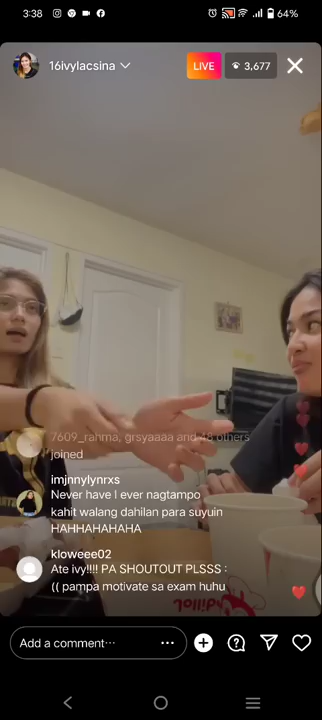 3:38
64%
16ivylacsina
LIVE
3,677
7609_rahma, grsyaaaa and 48 others
joined
imjnnylynrxs
Never have I ever nagtampo
kahit walang dahilan para suyuin
HAHHAHAHAHA
kloweee02
Ate ivy!!!! PA SHOUTOUT PLSSS :
(( pampa motivate sa exam huhu
Add a comment...